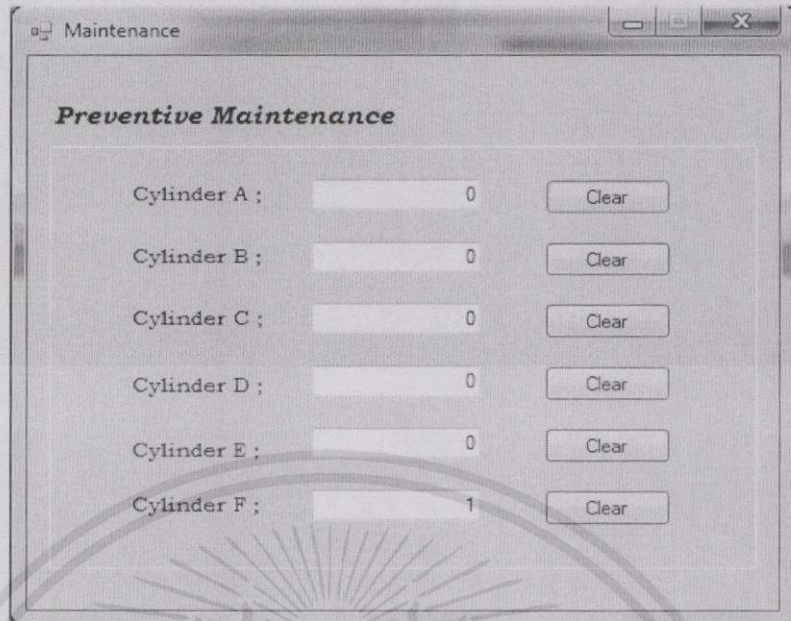 Maintenance
Preventive Maintenance
Cylinder A ; 0 Clear
Cylinder B ; 0 Clear
Cylinder C ; 0 Clear
Cylinder D ; 0 Clear
Cylinder E ; 0 Clear
Cylinder F ; 1 Clear